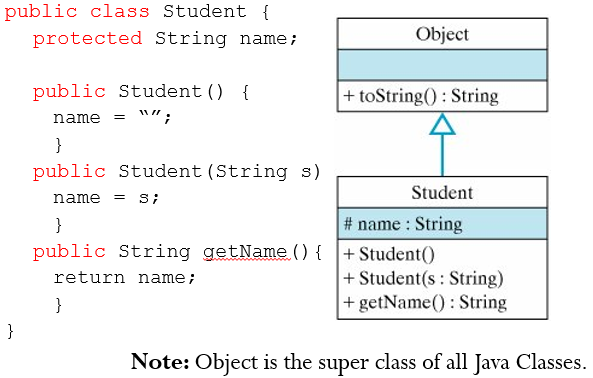 public class Student {
protected String name;
public Student() {
name = “”;
}
public Student(String s)
name = s;
}
public String getName(){
return name;
}
}
Object
+ toString() : String
Student
# name : String
+ Student()
+ Student(s : String)
+ getName() : String
Note: Object is the super class of all Java Classes.